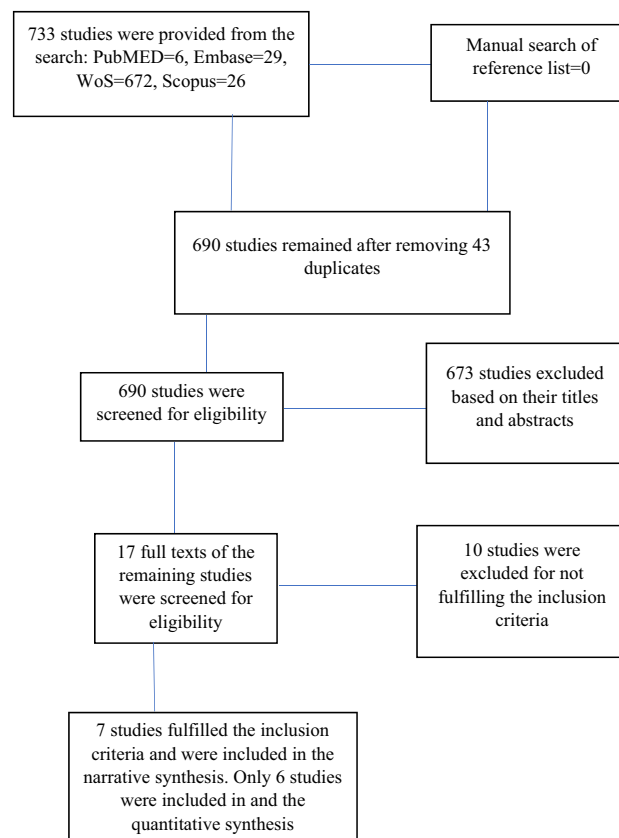 733 studies were provided from the
search: PubMED=6, Embase=29,
WoS=672, Scopus=26
Manual search of
reference list=0
690 studies remained after removing 43
duplicates
690 studies were
screened for eligibility
673 studies excluded
based on their titles
and abstracts
17 full texts of the
remaining studies
were screened for
eligibility
10 studies were
excluded for not
fulfilling the inclusion
criteria
7 studies fulfilled the inclusion
criteria and were included in the
narrative synthesis. Only 6 studies
were included in and the
quantitative synthesis